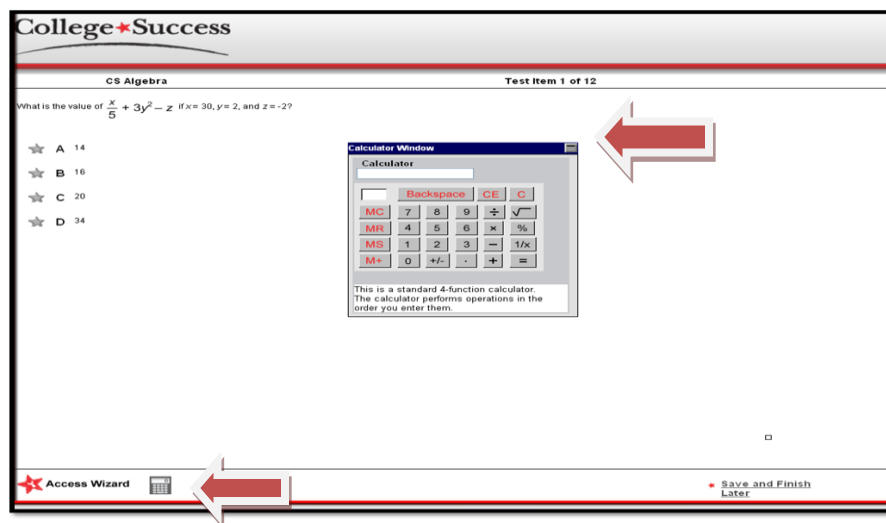 College★Success
CS Algebra
Test Item 1 of 12
What is the value of x/5 + 3y² – z if x = 30, y = 2, and z = -2?
A 14
B 16
C 20
D 34
Calculator Window
Calculator
Backspace CE C
MC 7 8 9 ÷ √
MR 4 5 6 × %
MS 1 2 3 – 1/x
M+ 0 +/- . + =
This is a standard 4-function calculator.
The calculator performs operations in the
order you enter them.
Access Wizard
Save and Finish
Later